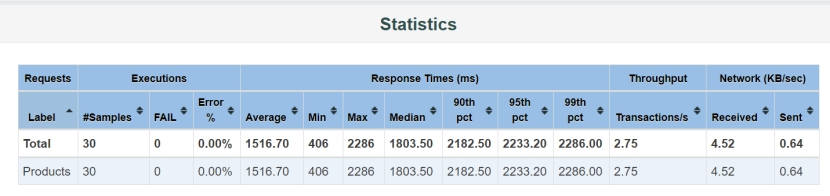 Statistics
Requests Executions Response Times (ms) Throughput Network (KB/sec)
Label #Samples FAIL Error % Average Min Max Median 90th pct 95th pct 99th pct Transactions/s Received Sent
Total 30 0 0.00% 1516.70 406 2286 1803.50 2182.50 2233.20 2286.00 2.75 4.52 0.64
Products 30 0 0.00% 1516.70 406 2286 1803.50 2182.50 2233.20 2286.00 2.75 4.52 0.64